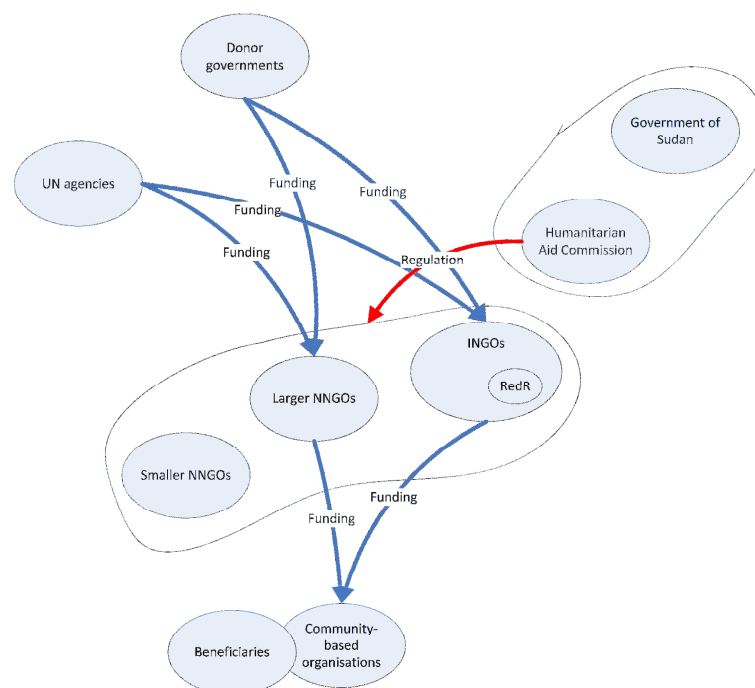 Donor
governments
Government of
Sudan
UN agencies
Funding
Funding
Funding
Humanitarian
Aid Commission
Funding
Regulation
INGOs
RedR
Larger NNGOs
Smaller NNGOs
Funding
Funding
Community-
based
organisations
Beneficiaries